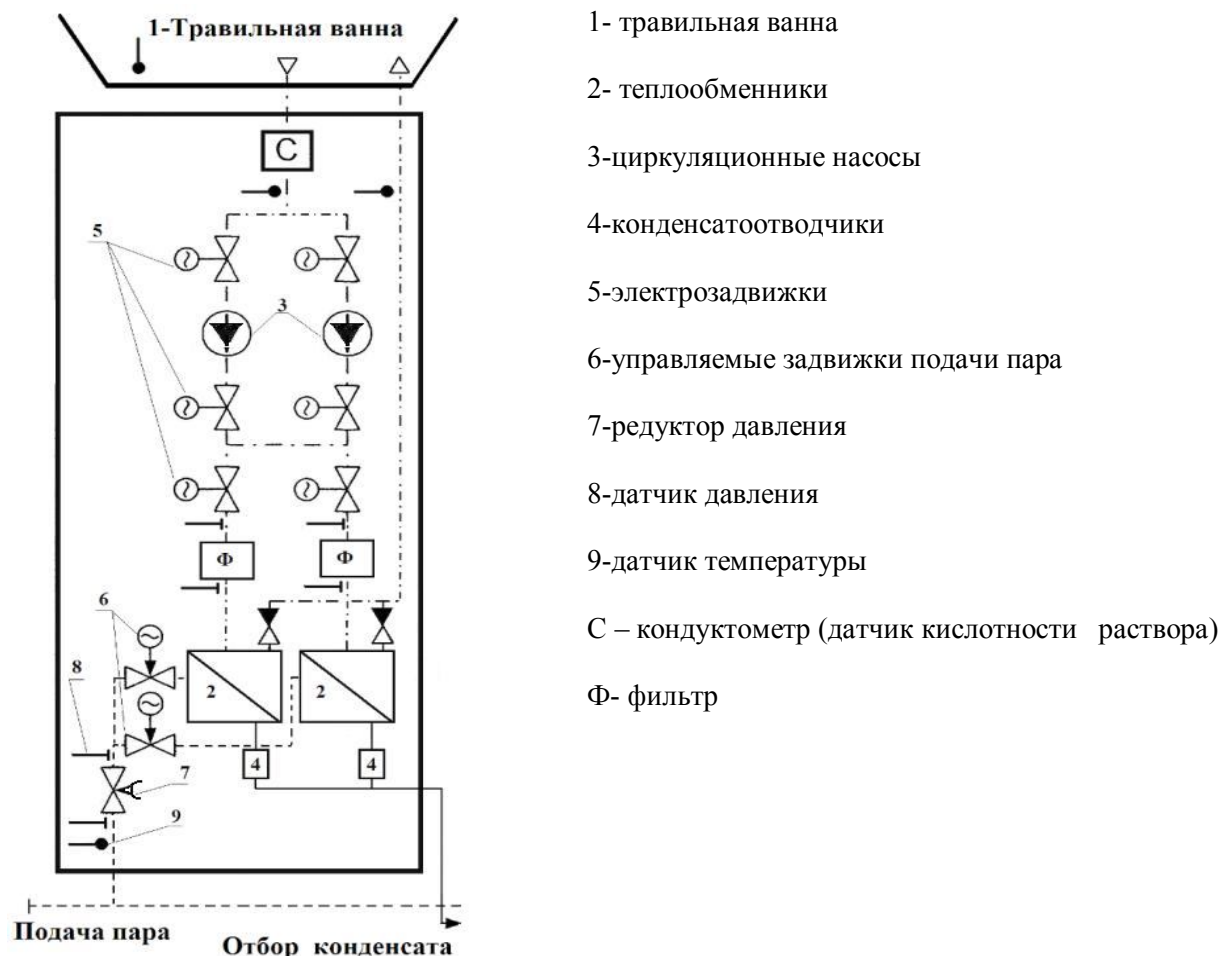 1-Травильная ванна
С
5
3
Ф
Ф
6
8
2
2
4
4
7
9
Подача пара
Отбор конденсата
1- травильная ванна
2- теплообменники
3-циркуляционные насосы
4-конденсатоотводчики
5-электрозадвижки
6-управляемые задвижки подачи пара
7-редуктор давления
8-датчик давления
9-датчик температуры
С – кондуктометр (датчик кислотности раствора)
Ф- фильтр